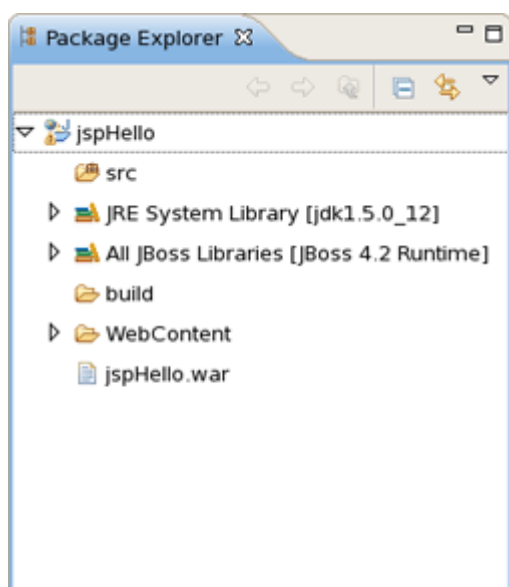 Package Explorer
jspHello
src
JRE System Library [jdk1.5.0_12]
All JBoss Libraries [JBoss 4.2 Runtime]
build
WebContent
jspHello.war